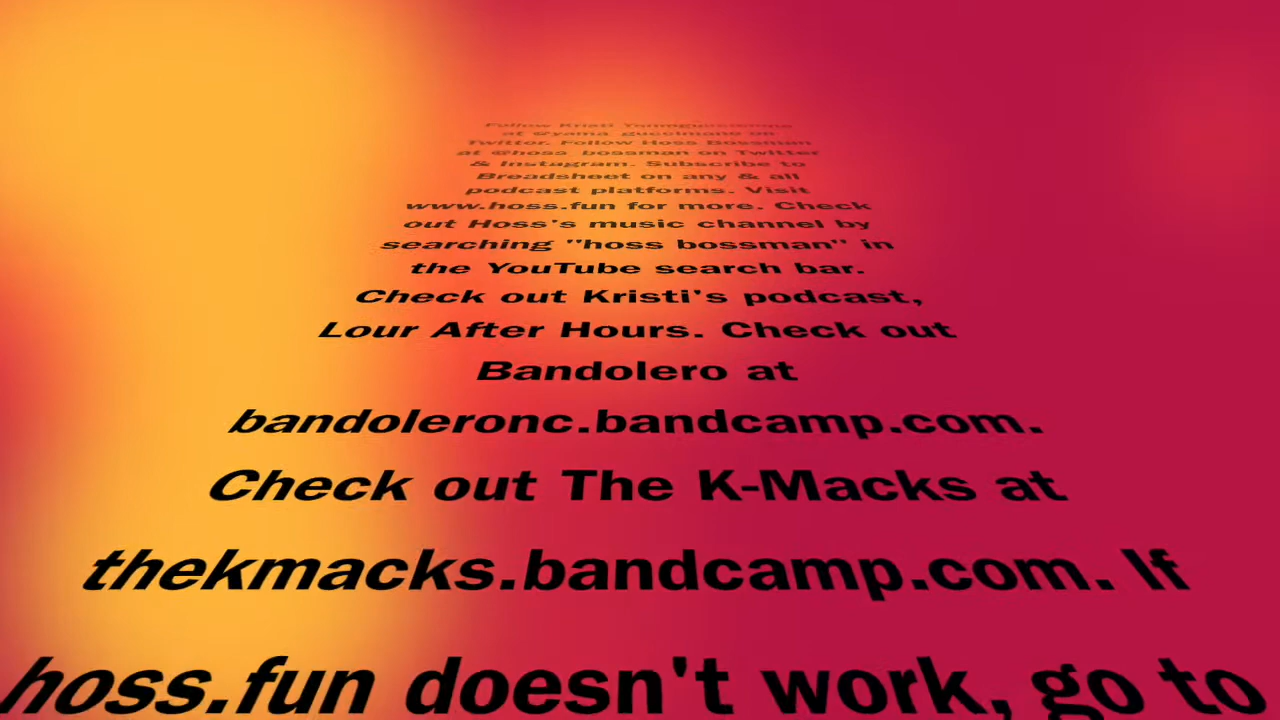 Follow Kristi
at @yama_gucciniano on
Twitter. Follow Hoss Bossman
at @hoss_bossman on Twitter
& Instagram. Subscribe to
Breadsheet on any & all
podcast platforms. Visit
www.hoss.fun for more. Check
out Hoss's music channel by
searching "hoss bossman" in
the YouTube search bar.
Check out Kristi's podcast,
Lour After Hours. Check out
Bandolero at
bandoleronc.bandcamp.com.
Check out The K-Macks at
thekmacks.bandcamp.com. If
hoss.fun doesn't work, go to